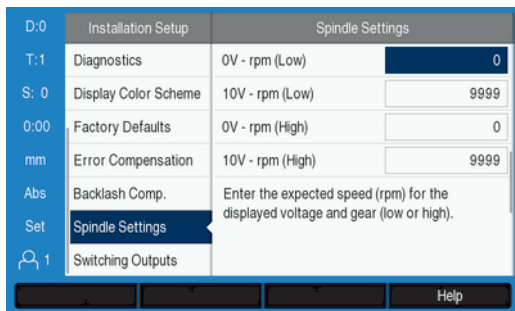 D:0
T:1
S: 0
0:00
mm
Abs
Set
1
Installation Setup
Diagnostics
Display Color Scheme
Factory Defaults
Error Compensation
Backlash Comp.
Spindle Settings
Switching Outputs
Spindle Settings
0V - rpm (Low) 0
10V - rpm (Low) 9999
0V - rpm (High) 0
10V - rpm (High) 9999
Enter the expected speed (rpm) for the
displayed voltage and gear (low or high).
Help